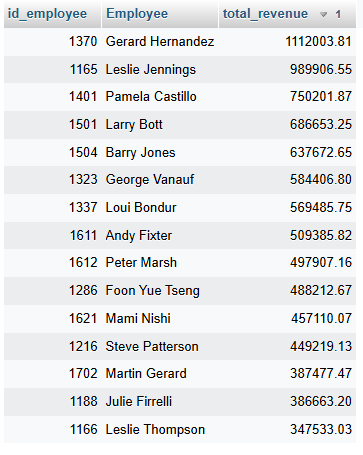 id_employee Employee total_revenue 1
1370 Gerard Hernandez 1112003.81
1165 Leslie Jennings 989906.55
1401 Pamela Castillo 750201.87
1501 Larry Bott 686653.25
1504 Barry Jones 637672.65
1323 George Vanauf 584406.80
1337 Loui Bondur 569485.75
1611 Andy Fixter 509385.82
1612 Peter Marsh 497907.16
1286 Foon Yue Tseng 488212.67
1621 Mami Nishi 457110.07
1216 Steve Patterson 449219.13
1702 Martin Gerard 387477.47
1188 Julie Firrelli 386663.20
1166 Leslie Thompson 347533.03